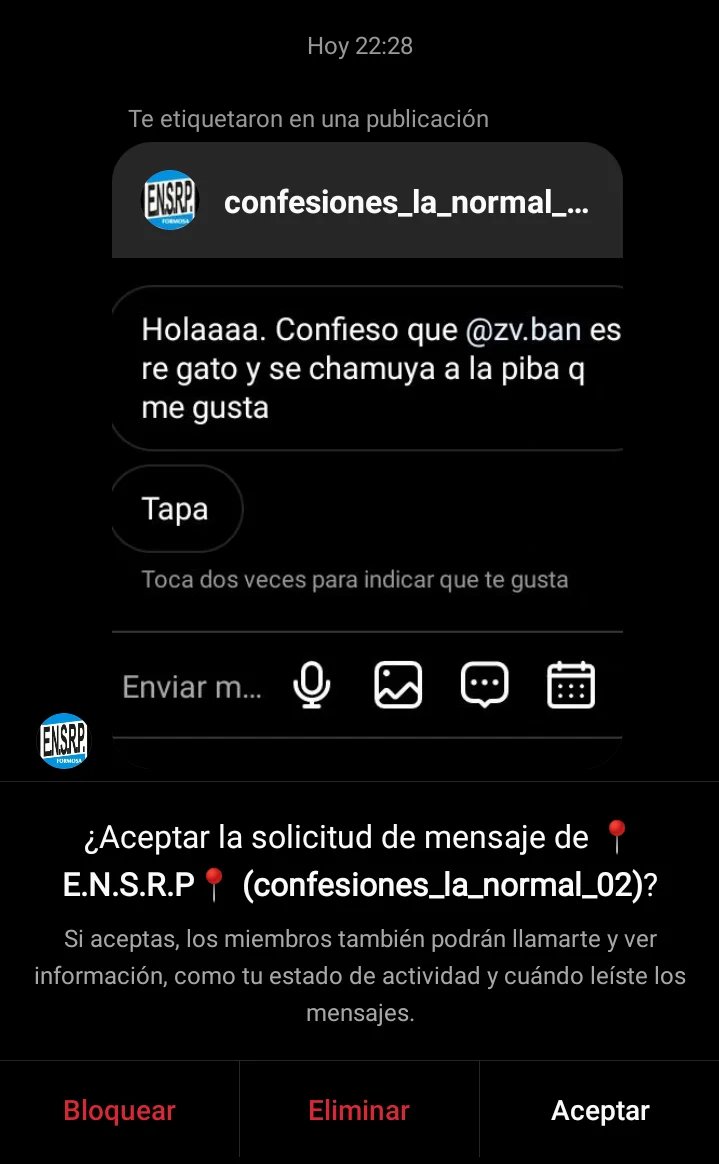 Hoy 22:28
Te etiquetaron en una publicación
E.N.S.R.P.
FORMOSA
confesiones_la_normal_...
Holaaaa. Confieso que @zv.ban es
re gato y se chamuya a la piba q
me gusta
Tapa
Toca dos veces para indicar que te gusta
Enviar m...
E.N.S.R.P.
FORMOSA
¿Aceptar la solicitud de mensaje de 📍
E.N.S.R.P📍 (confesiones_la_normal_02)?
Si aceptas, los miembros también podrán llamarte y ver
información, como tu estado de actividad y cuándo leíste los
mensajes.
Bloquear
Eliminar
Aceptar